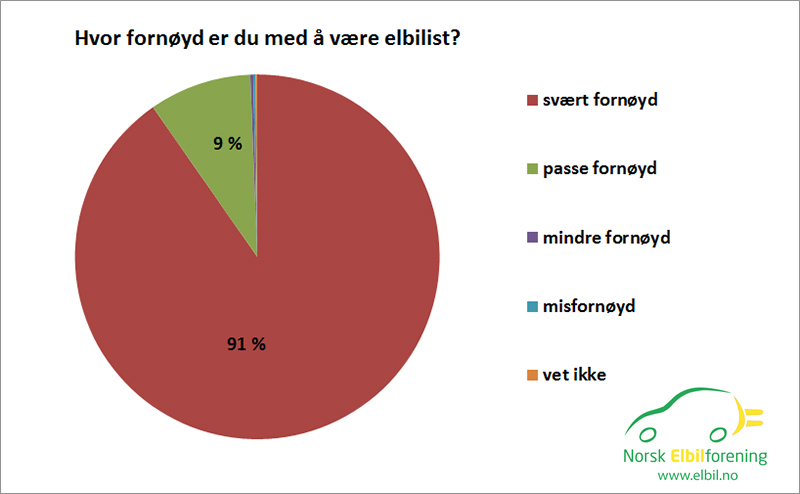 Hvor fornøyd er du med å være elbilist?
9 %
91 %
svært fornøyd
passe fornøyd
mindre fornøyd
misfornøyd
vet ikke
Norsk Elbilforening
www.elbil.no